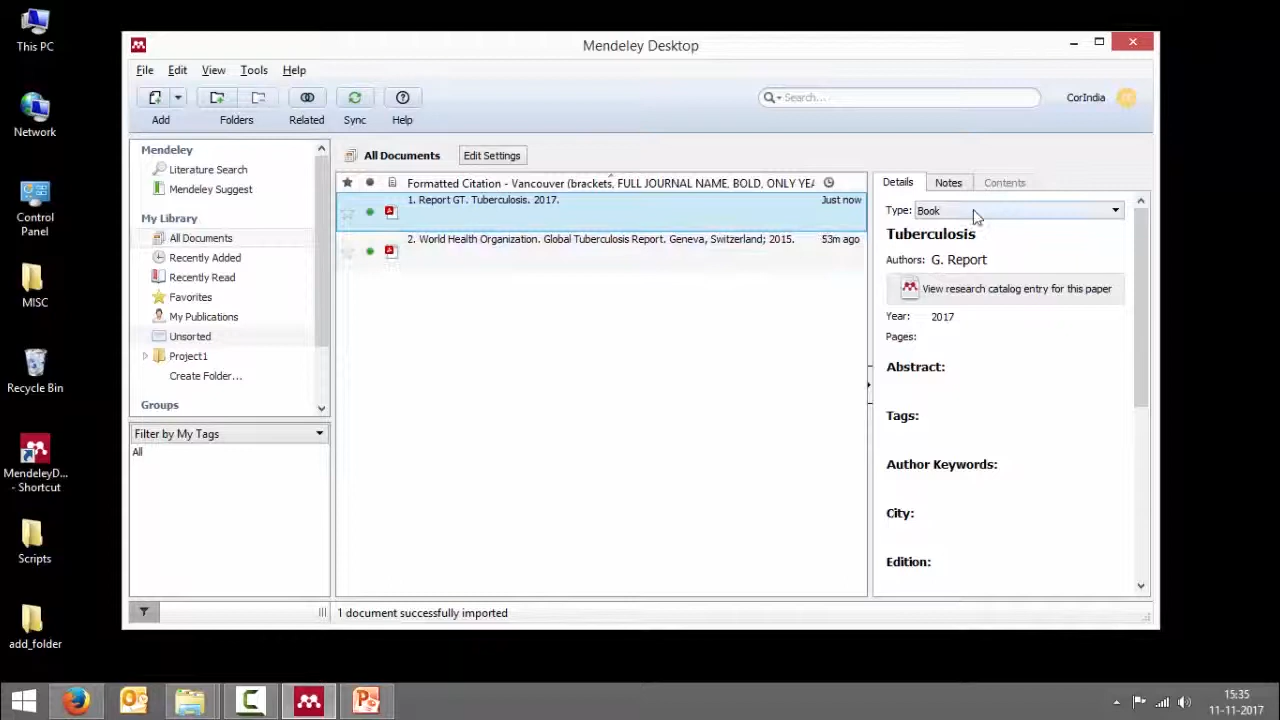 This PC
Network
Control
Panel
MISC
Recycle Bin
MendeleyD...
- Shortcut
Scripts
add_folder
Mendeley Desktop
File Edit View Tools Help
Search...
CorIndia
Add Folders Related Sync Help
Mendeley
Literature Search
Mendeley Suggest
My Library
All Documents
Recently Added
Recently Read
Favorites
My Publications
Unsorted
Project1
Create Folder...
Groups
Filter by My Tags
All
All Documents Edit Settings
Formatted Citation - Vancouver (brackets, FULL JOURNAL NAME, BOLD, ONLY YEA
1. Report GT. Tuberculosis. 2017. Just now
2. World Health Organization. Global Tuberculosis Report. Geneva, Switzerland; 2015. 53m ago
Details Notes Contents
Type: Book
Tuberculosis
Authors: G. Report
View research catalog entry for this paper
Year: 2017
Pages:
Abstract:
Tags:
Author Keywords:
City:
Edition:
1 document successfully imported
15:35
11-11-2017